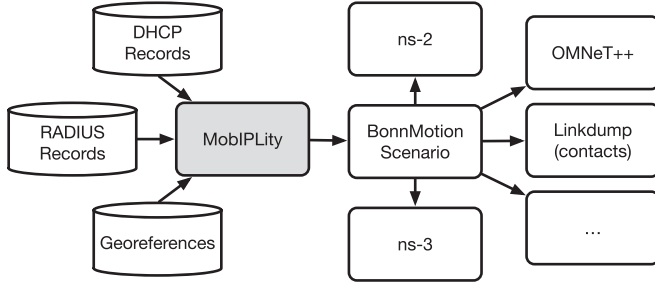 DHCP
Records
RADIUS
Records
Georeferences
MobIPLity
ns-2
BonnMotion
Scenario
ns-3
OMNeT++
Linkdump
(contacts)
...